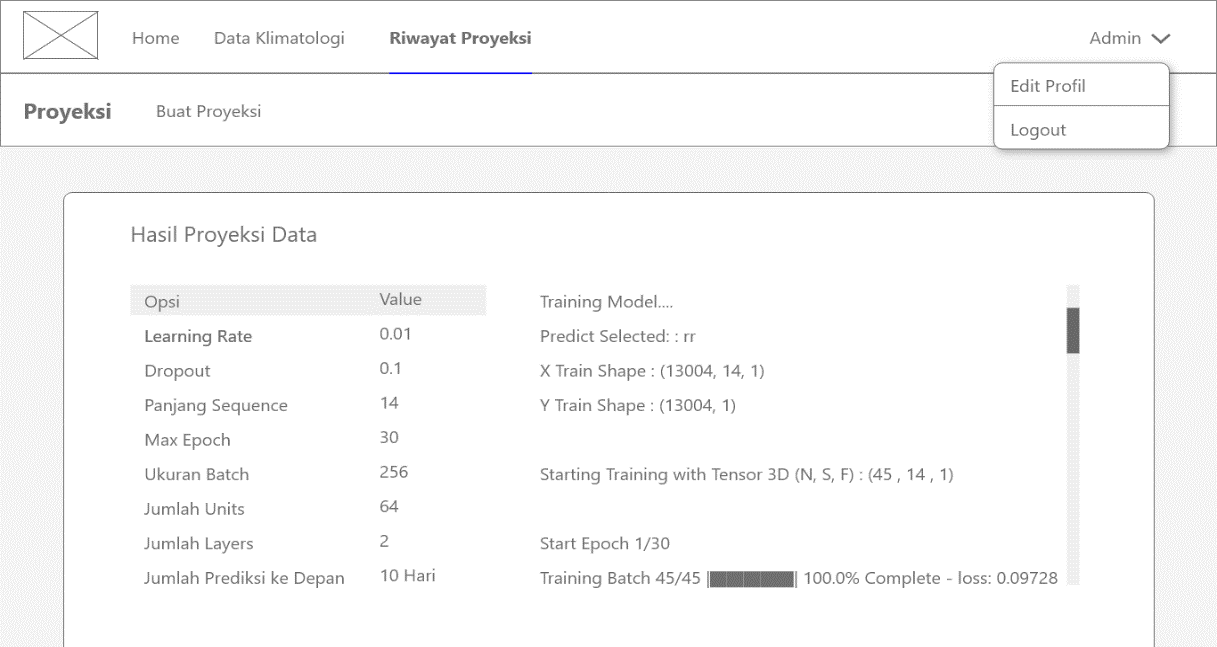 Home Data Klimatologi Riwayat Proyeksi Admin
Edit Profil
Proyeksi Buat Proyeksi
Logout
Hasil Proyeksi Data
Opsi Value
Learning Rate 0.01
Dropout 0.1
Panjang Sequence 14
Max Epoch 30
Ukuran Batch 256
Jumlah Units 64
Jumlah Layers 2
Jumlah Prediksi ke Depan 10 Hari
Training Model....
Predict Selected: : rr
X Train Shape : (13004, 14, 1)
Y Train Shape : (13004, 1)
Starting Training with Tensor 3D (N, S, F) : (45 , 14 , 1)
Start Epoch 1/30
Training Batch 45/45 |██████████| 100.0% Complete - loss: 0.09728